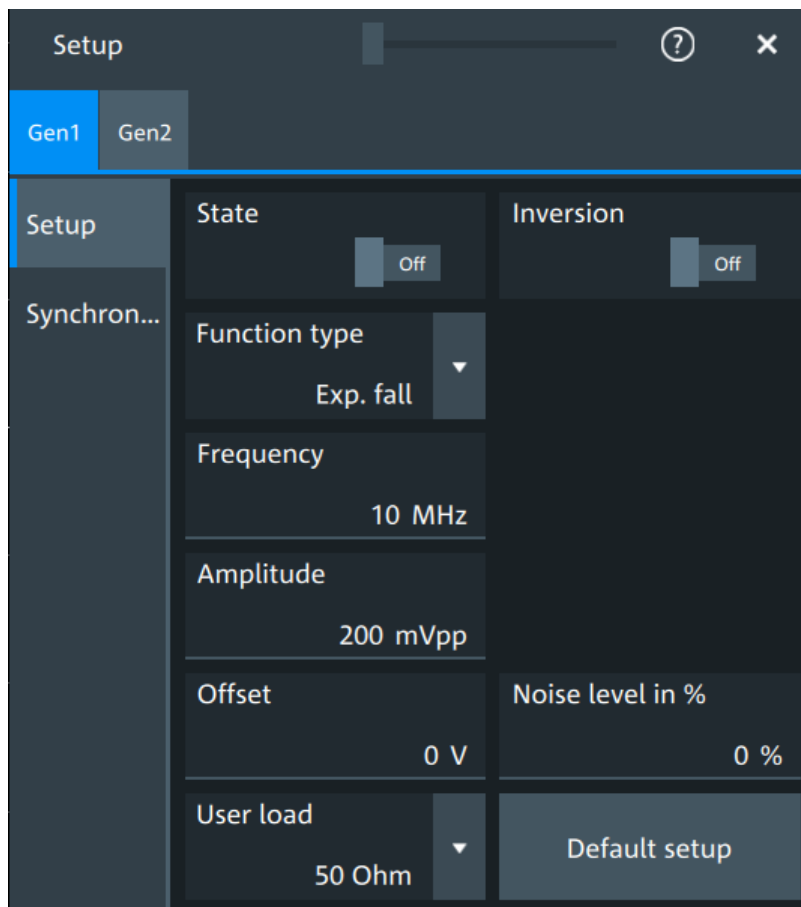 Setup
?
Gen1 Gen2
Setup
Synchron...
State
Off
Inversion
Off
Function type
Exp. fall
Frequency
10 MHz
Amplitude
200 mVpp
Offset
0 V
Noise level in %
0 %
User load
50 Ohm
Default setup